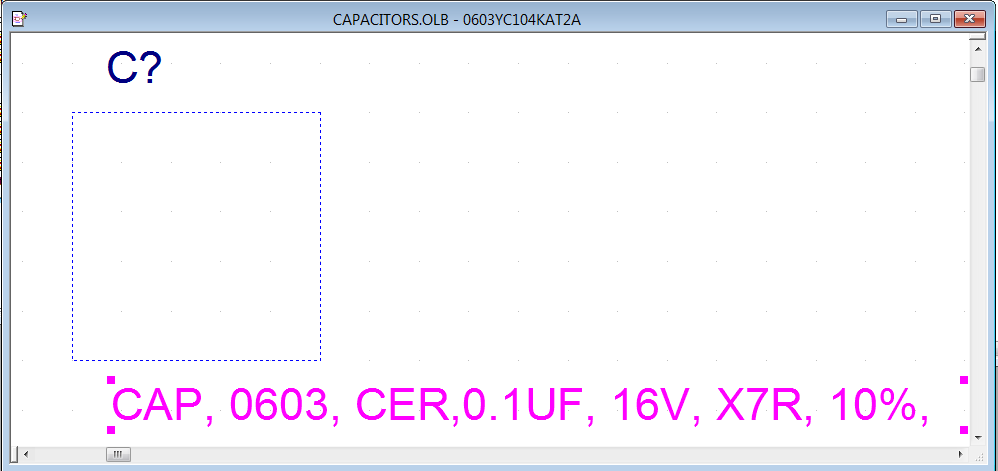 CAPACITORS.OLB - 0603YC104KAT2A
C?
CAP, 0603, CER,0.1UF, 16V, X7R, 10%,